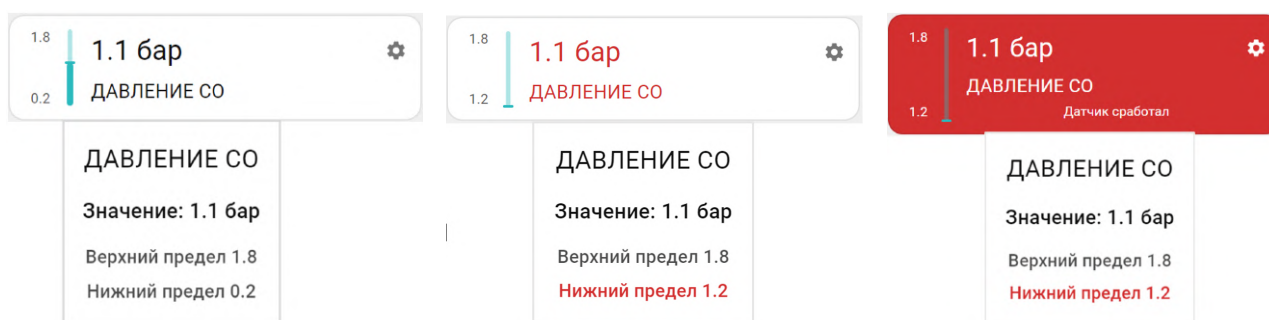 1.8
1.1 бар
0.2
ДАВЛЕНИЕ СО
ДАВЛЕНИЕ СО
Значение: 1.1 бар
Верхний предел 1.8
Нижний предел 0.2
1.8
1.1 бар
1.2
ДАВЛЕНИЕ СО
ДАВЛЕНИЕ СО
Значение: 1.1 бар
Верхний предел 1.8
Нижний предел 1.2
1.8
1.1 бар
ДАВЛЕНИЕ СО
1.2
Датчик сработал
ДАВЛЕНИЕ СО
Значение: 1.1 бар
Верхний предел 1.8
Нижний предел 1.2